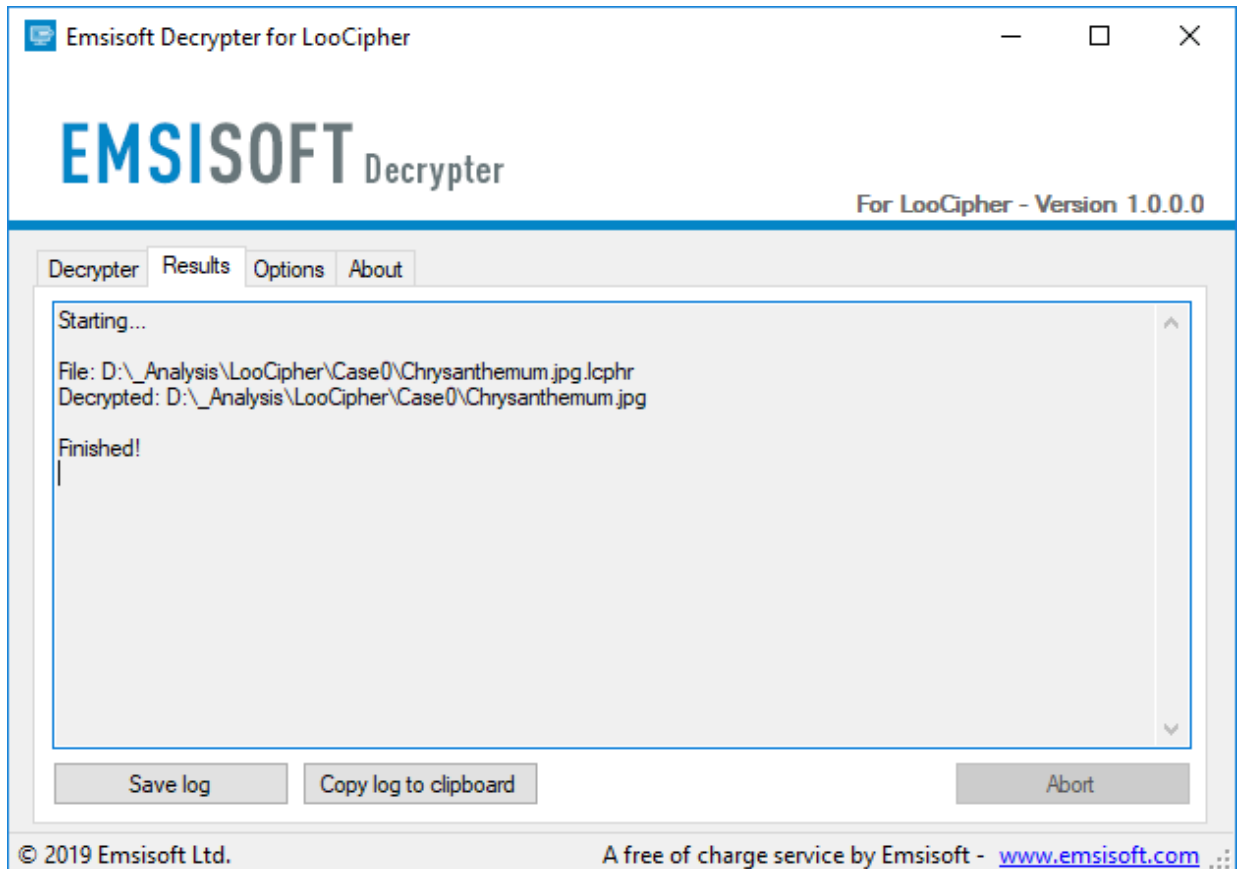 Emsisoft Decrypter for LooCipher
EMSISOFT Decrypter
For LooCipher - Version 1.0.0.0
Decrypter Results Options About
Starting...
File: D:\_Analysis\LooCipher\Case0\Chrysanthemum.jpg.lcphr
Decrypted: D:\_Analysis\LooCipher\Case0\Chrysanthemum.jpg
Finished!
Save log Copy log to clipboard Abort
© 2019 Emsisoft Ltd. A free of charge service by Emsisoft - www.emsisoft.com